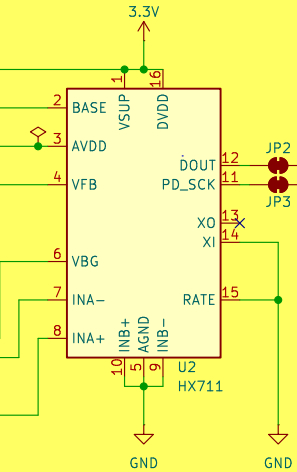 3.3V
1
16
VSUP
DVDD
2
BASE
3
AVDD
4
VFB
6
VBG
7
INA-
8
INA+
DOUT
12
JP2
PD_SCK
11
JP3
XO
13
XI
14
RATE
15
INB+
AGND
INB-
10
5
9
U2
HX711
GND
GND